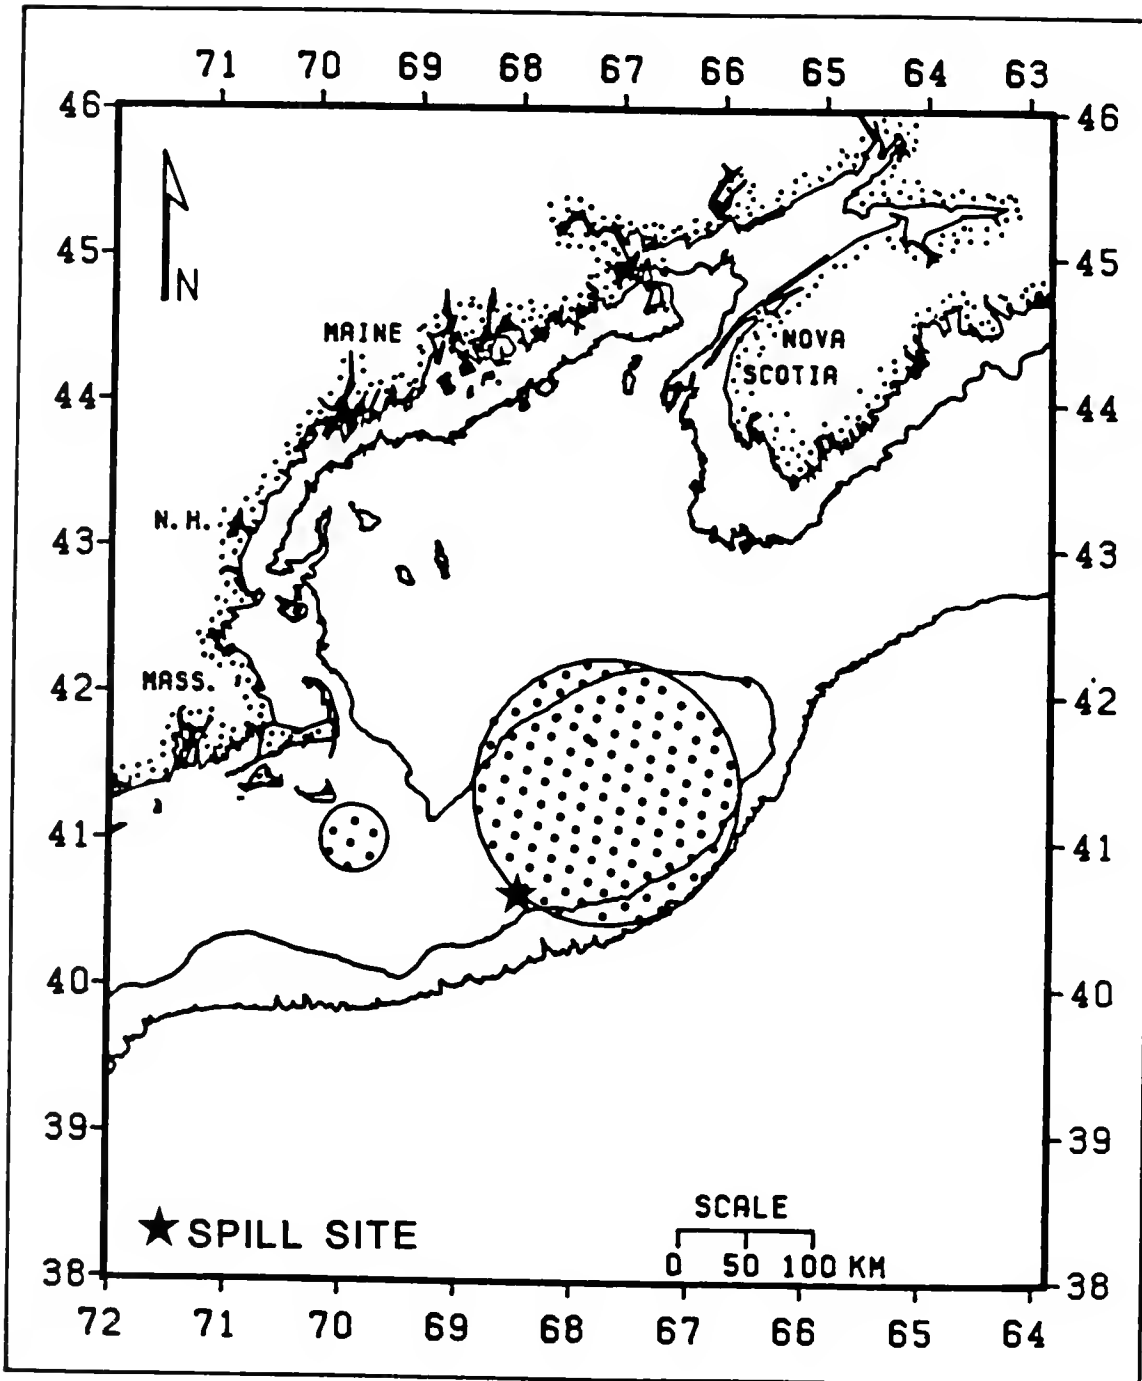 71 70 69 68 67 66 65 64 63
46 46
45 45
N
MAINE
NOVA
SCOTIA
44 44
N.H.
43 43
MASS.
42 42
41 41
40 40
39 39
SCALE
★ SPILL SITE
0 50 100 KM
38 38
72 71 70 69 68 67 66 65 64